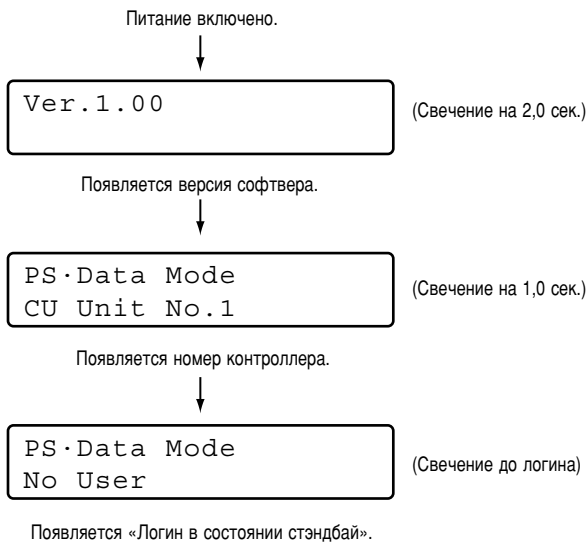 Питание включено.
Ver.1.00
(Свечение на 2,0 сек.)
Появляется версия софтвера.
PS·Data Mode
CU Unit No.1
(Свечение на 1,0 сек.)
Появляется номер контроллера.
PS·Data Mode
No User
(Свечение до логина)
Появляется «Логин в состоянии стэндбай».